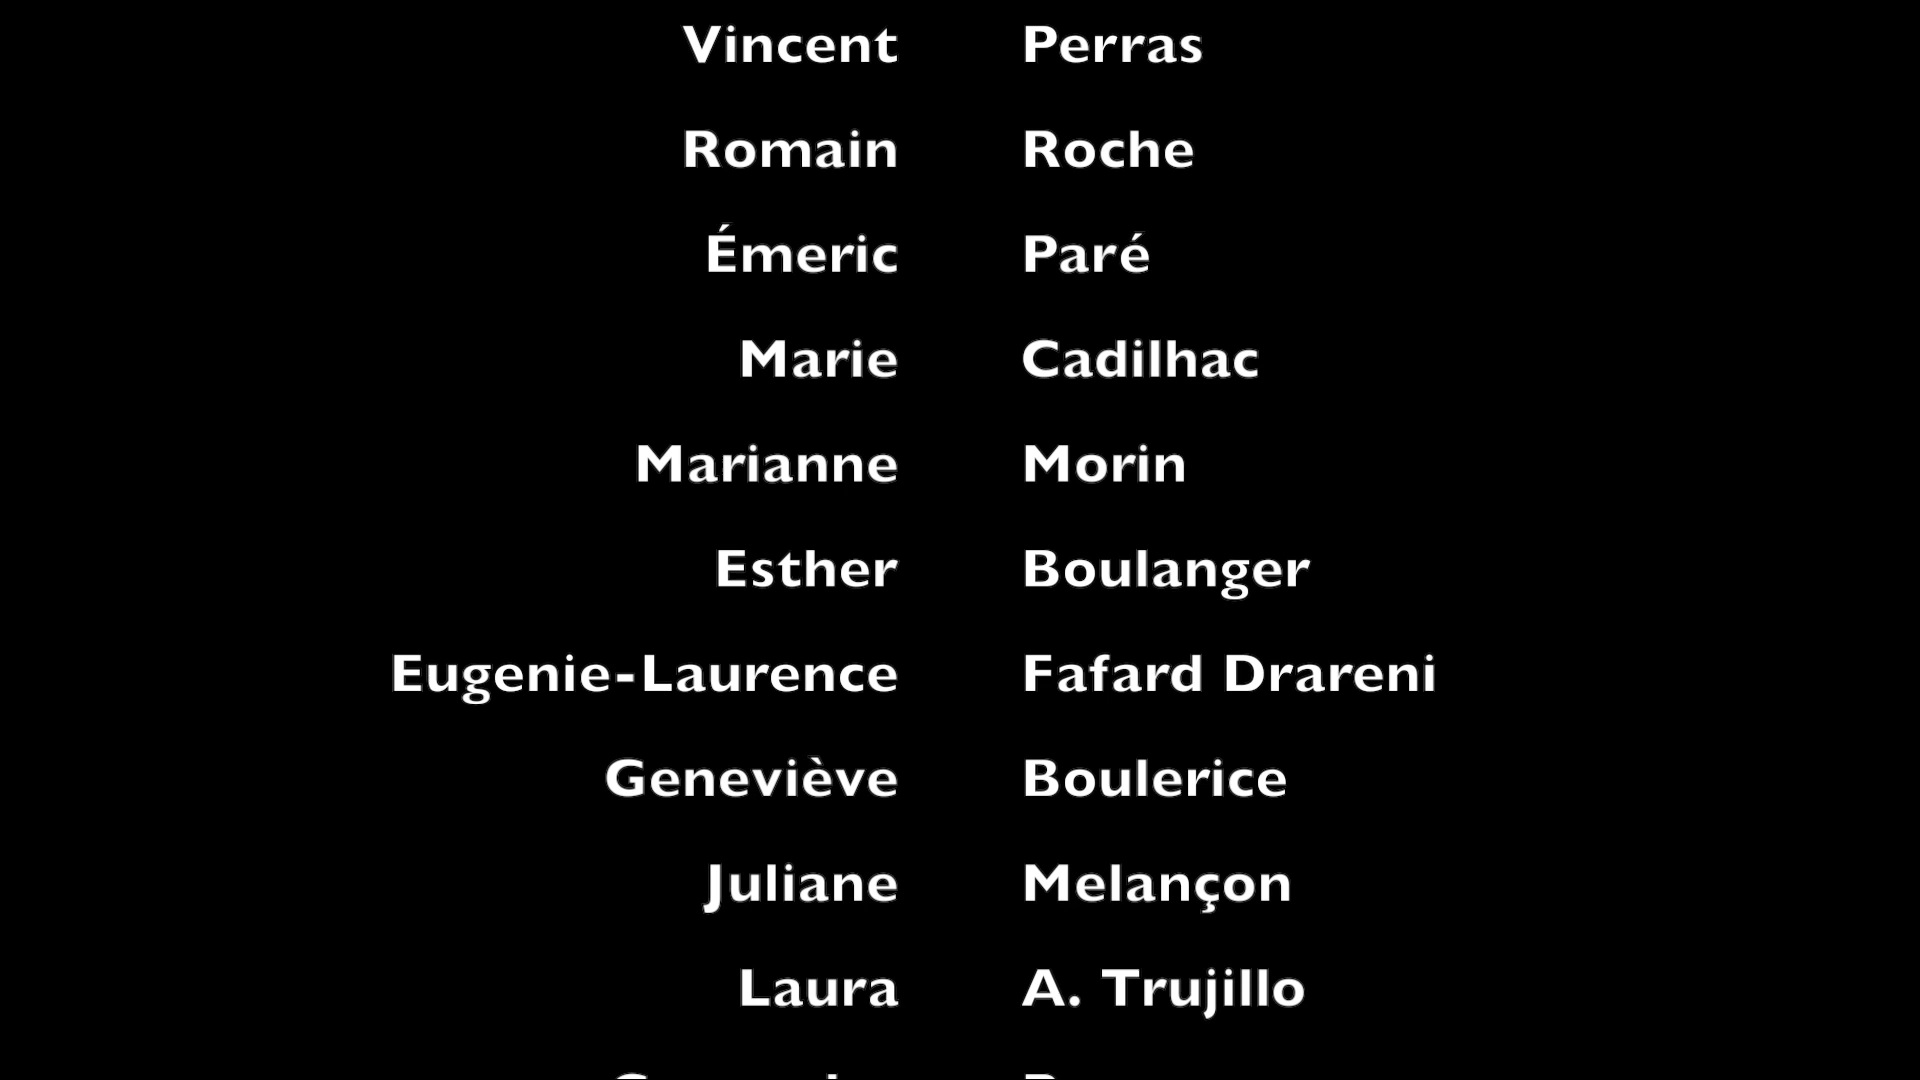 Vincent Perras
Romain Roche
Émeric Paré
Marie Cadilhac
Marianne Morin
Esther Boulanger
Eugenie-Laurence Fafard Drareni
Geneviève Boulerice
Juliane Melançon
Laura A. Trujillo